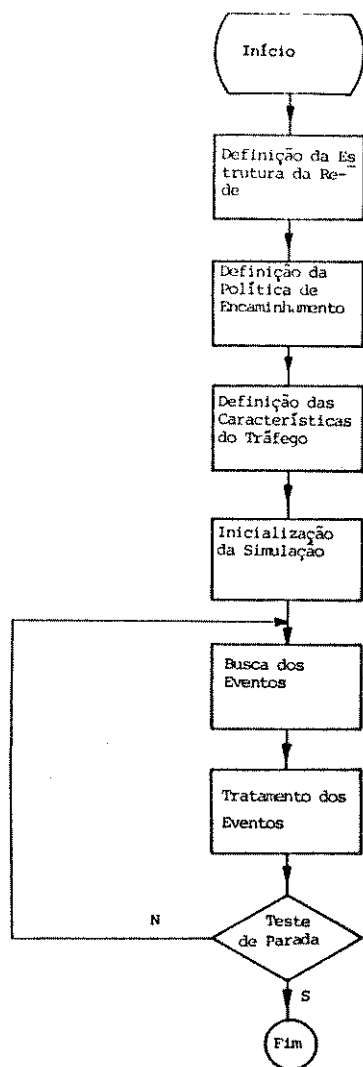 Início
Definição da Es
trutura da Re-
de
Definição da
Política de
Encaminhamento
Definição das
Características
do Tráfego
Inicialização
da Simulação
Busca dos
Eventos
Tratamento dos
Eventos
Teste
de Parada
N
S
Fim